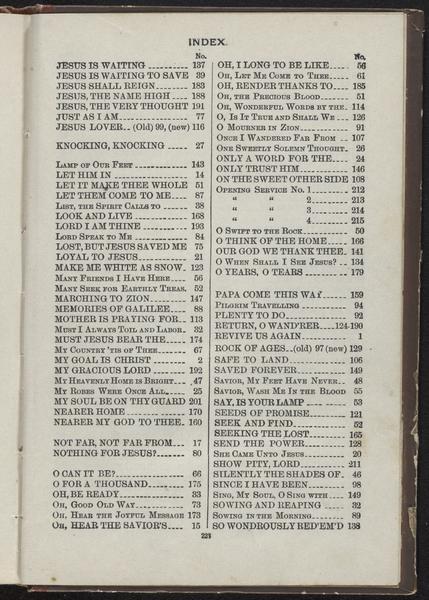 INDEX.
No.
JESUS IS WAITING 137
JESUS IS WAITING TO SAVE 39
JESUS SHALL REIGN 183
JESUS, THE NAME HIGH 188
JESUS, THE VERY THOUGHT 191
JUST AS I AM 77
JESUS LOVER (Old) 99, (new) 116
KNOCKING, KNOCKING 27
LAMP OF OUR FEET 143
LET HIM IN 14
LET IT MAKE THEE WHOLE 51
LET THEM COME TO ME 87
LIST, THE SPIRIT CALLS TO 38
LOOK AND LIVE 168
LORD I AM THINE 193
LORD SPEAK TO ME 84
LOST, BUT JESUS SAVED ME 75
LOYAL TO JESUS 21
MAKE ME WHITE AS SNOW. 123
MANY FRIENDS I HAVE HERE 56
MANY SEEK FOR EARTHLY TREAS. 52
MARCHING TO ZION 147
MEMORIES OF GALILEE 88
MOTHER IS PRAYING FOR 113
MUST I ALWAYS TOIL AND LABOR. 32
MUST JESUS BEAR THE 174
MY COUNTRY 'TIS OF THEE 67
MY GOAL IS CHRIST 2
MY GRACIOUS LORD 192
MY HEAVENLY HOME IS BRIGHT 47
MY ROBES WERE ONCE ALL 25
MY SOUL BE ON THY GUARD 201
NEARER HOME 170
NEARER MY GOD TO THEE. 160
NOT FAR, NOT FAR FROM 17
NOTHING FOR JESUS? 80
O CAN IT BE? 66
O FOR A THOUSAND 175
OH, BE READY 33
OH, GOOD OLD WAY 73
OH, HEAR THE JOYFUL MESSAGE 173
OH, HEAR THE SAVIOR'S 15
No.
OH, I LONG TO BE LIKE 56
OH, LET ME COME TO THEE 61
OH, RENDER THANKS TO 185
OH, THE PRECIOUS BLOOD 51
OH, WONDERFUL WORDS BY THE. 114
O, IS IT TRUE AND SHALL WE 126
O MOURNER IN ZION 91
ONCE I WANDERED FAR FROM 107
ONE SWEETLY SOLEMN THOUGHT. 26
ONLY A WORD FOR THE 24
ONLY TRUST HIM 146
ON THE SWEET OTHER SIDE 108
OPENING SERVICE NO. 1 212
" " 2 213
" " 3 214
" " 4 215
O SWIFT TO THE ROCK 50
O THINK OF THE HOME 166
OUR GOD WE THANK THEE. 141
O WHEN SHALL I SEE JESUS? 134
O YEARS, O TEARS 179
PAPA COME THIS WAY 159
PILGRIM TRAVELLING 94
PLENTY TO DO 92
RETURN, O WAND'RER 124-190
REVIVE US AGAIN 1
ROCK OF AGES (old) 97 (new) 129
SAFE TO LAND 106
SAVED FOREVER 149
SAVIOR, MY FEET HAVE NEVER 48
SAVIOR, WASH ME IN THE BLOOD 55
SAY, IS YOUR LAMP 53
SEEDS OF PROMISE 121
SEEK AND FIND 52
SEEKING THE LOST 165
SEND THE POWER 128
SHE CAME UNTO JESUS 20
SHOW PITY, LORD 211
SILENTLY THE SHADES OF 46
SINCE I HAVE BEEN 98
SING, MY SOUL, O SING WITH 149
SOWING AND REAPING 32
SOWING IN THE MORNING 89
SO WONDROUSLY RED'EM'D 138
221